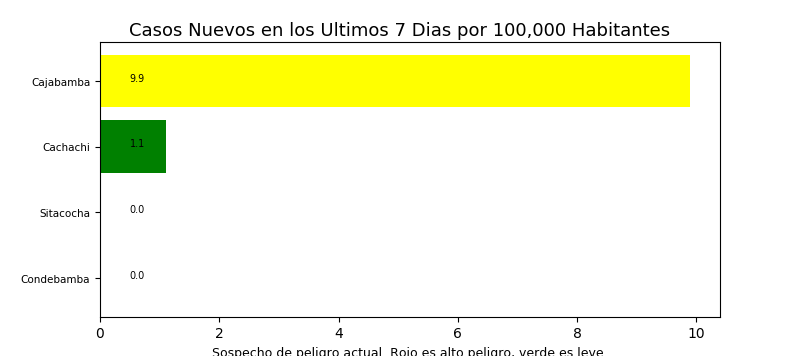 Casos Nuevos en los Ultimos 7 Dias por 100,000 Habitantes
Cajabamba 9.9
Cachachi 1.1
Sitacocha 0.0
Condebamba 0.0
0 2 4 6 8 10
Sospecho de peligro actual. Rojo es alto peligro, verde es leve